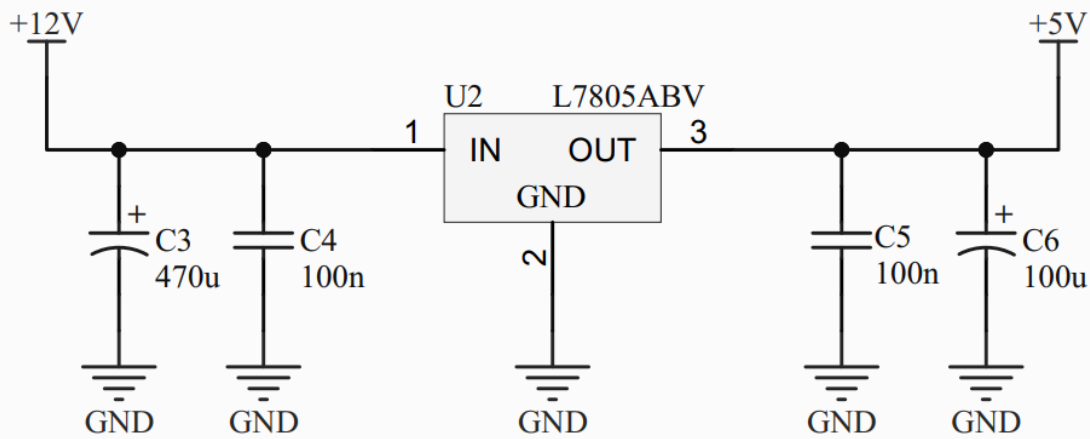 +12V
+5V
U2
L7805ABV
1
IN
OUT
3
GND
2
+
C3
470u
C4
100n
C5
100n
+
C6
100u
GND
GND
GND
GND
GND